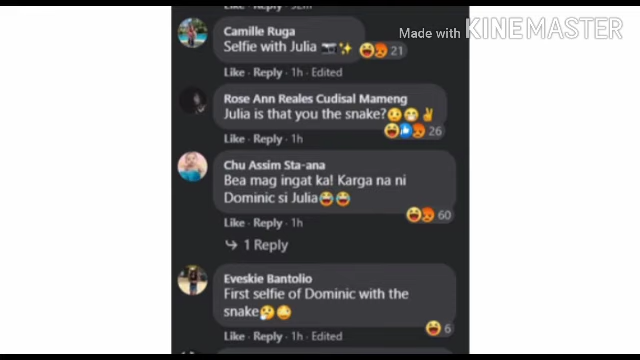 Like · Reply · 52m
Made with KINEMASTER
Camille Ruga
Selfie with Julia 📷✨
21
Like · Reply · 1h · Edited
Rose Ann Reales Cudisal Mameng
Julia is that you the snake?😯😁✌
26
Like · Reply · 1h
Chu Assim Sta-ana
Bea mag ingat ka! Karga na ni
Dominic si Julia😂😂
60
Like · Reply · 1h
1 Reply
Eveskie Bantolio
First selfie of Dominic with the
snake🤔😜
6
Like · Reply · 1h · Edited